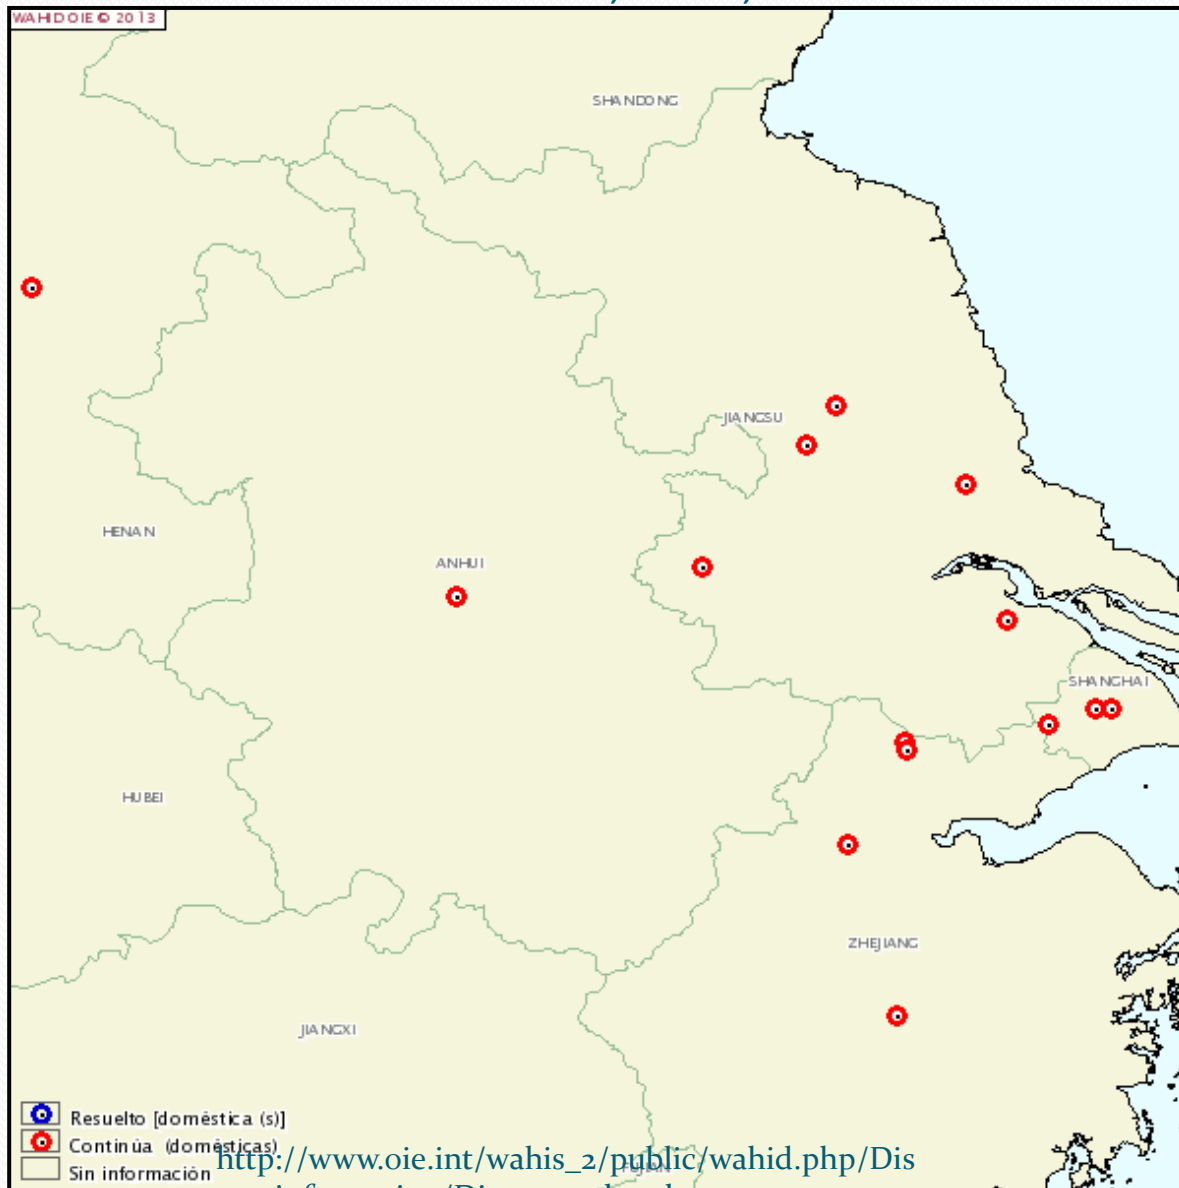 WAHID OIE © 2013
SHANDONG
JIANGSU
HENAN
ANHUI
SHANGHAI
HUBEI
ZHEJIANG
JIANGXI
Resuelto [doméstica (s)]
Continúa (domésticas)
Sin información
FUJIAN
http://www.oie.int/wahis_2/public/wahid.php/Dis